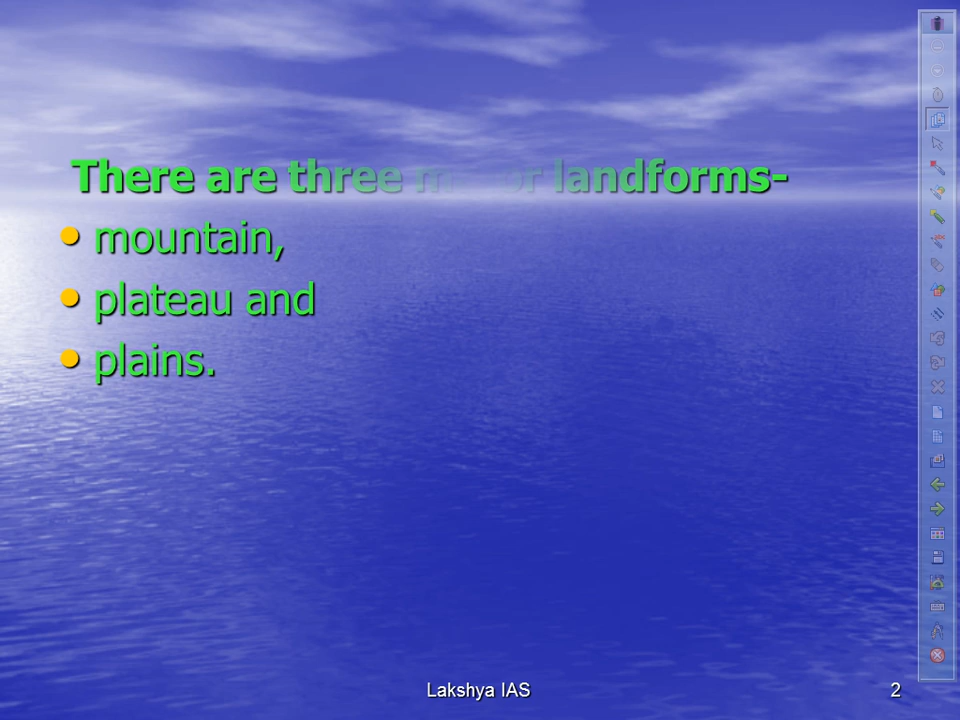 There are three landforms-
• mountain,
• plateau and
• plains.
Lakshya IAS
2